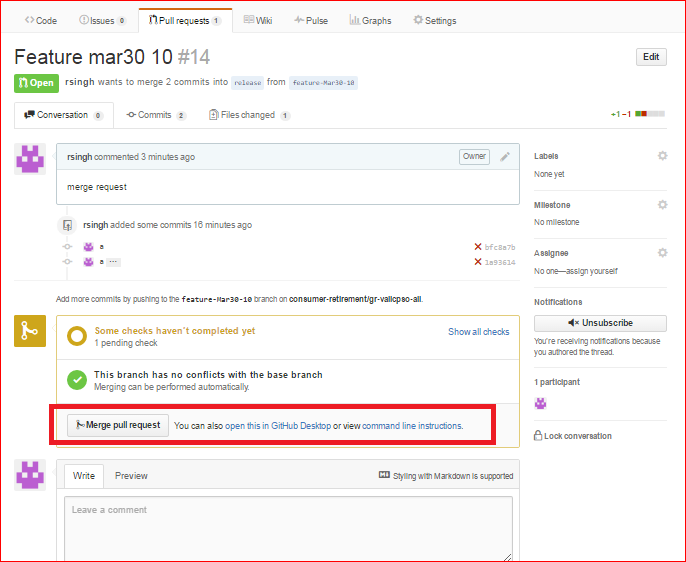 Code Issues 0 Pull requests 1 Wiki Pulse Graphs Settings
Feature mar30 10 #14
Edit
Open rsingh wants to merge 2 commits into release from feature-Mar30-10
Conversation 0 Commits 2 Files changed 1
+1 −1
rsingh commented 3 minutes ago
Owner
merge request
rsingh added some commits 16 minutes ago
a bfc8a7b
a ... 1a93614
Add more commits by pushing to the feature-Mar30-10 branch on consumer-retirement/gr-valicpso-all.
Some checks haven't completed yet
Show all checks
1 pending check
This branch has no conflicts with the base branch
Merging can be performed automatically.
Merge pull request
You can also open this in GitHub Desktop or view command line instructions.
Write Preview
Styling with Markdown is supported
Leave a comment
Labels
None yet
Milestone
No milestone
Assignee
No one—assign yourself
Notifications
Unsubscribe
You're receiving notifications because
you authored the thread.
1 participant
Lock conversation